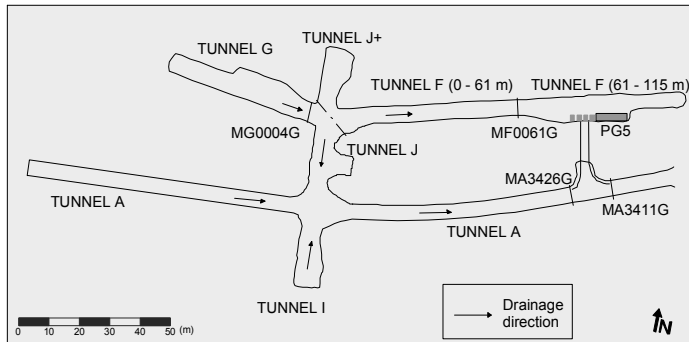 TUNNEL J+
TUNNEL G
TUNNEL F (0 - 61 m)
TUNNEL F (61 - 115 m)
MG0004G
MF0061G
PG5
TUNNEL J
MA3426G
TUNNEL A
MA3411G
TUNNEL A
TUNNEL I
Drainage
direction
0 10 20 30 40 50 (m)
N